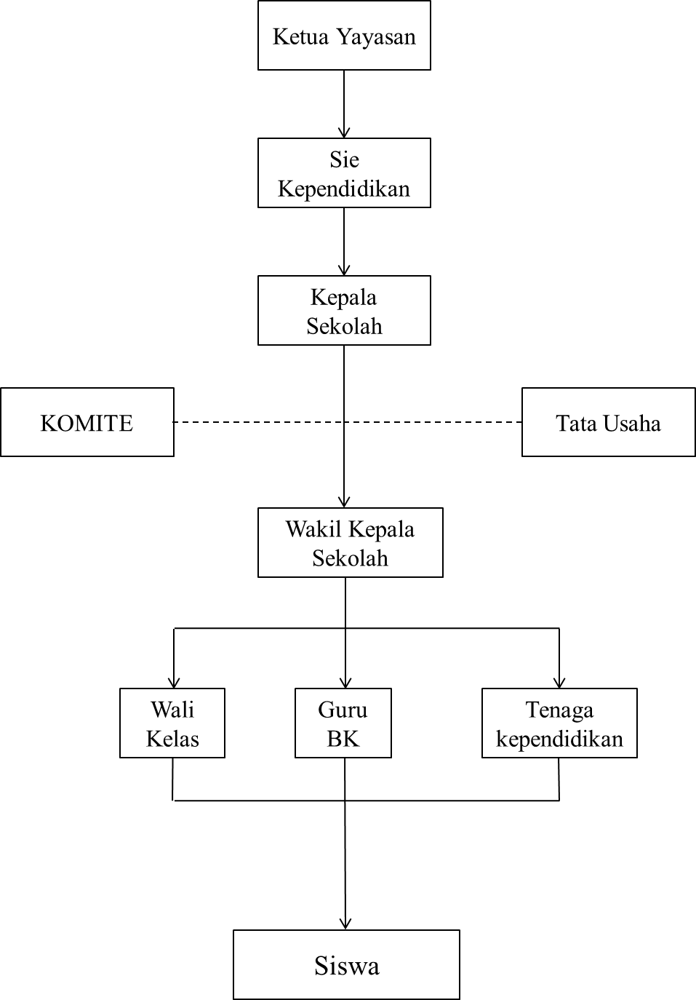 Ketua Yayasan
Sie
Kependidikan
Kepala
Sekolah
KOMITE
Tata Usaha
Wakil Kepala
Sekolah
Wali
Kelas
Guru
BK
Tenaga
kependidikan
Siswa